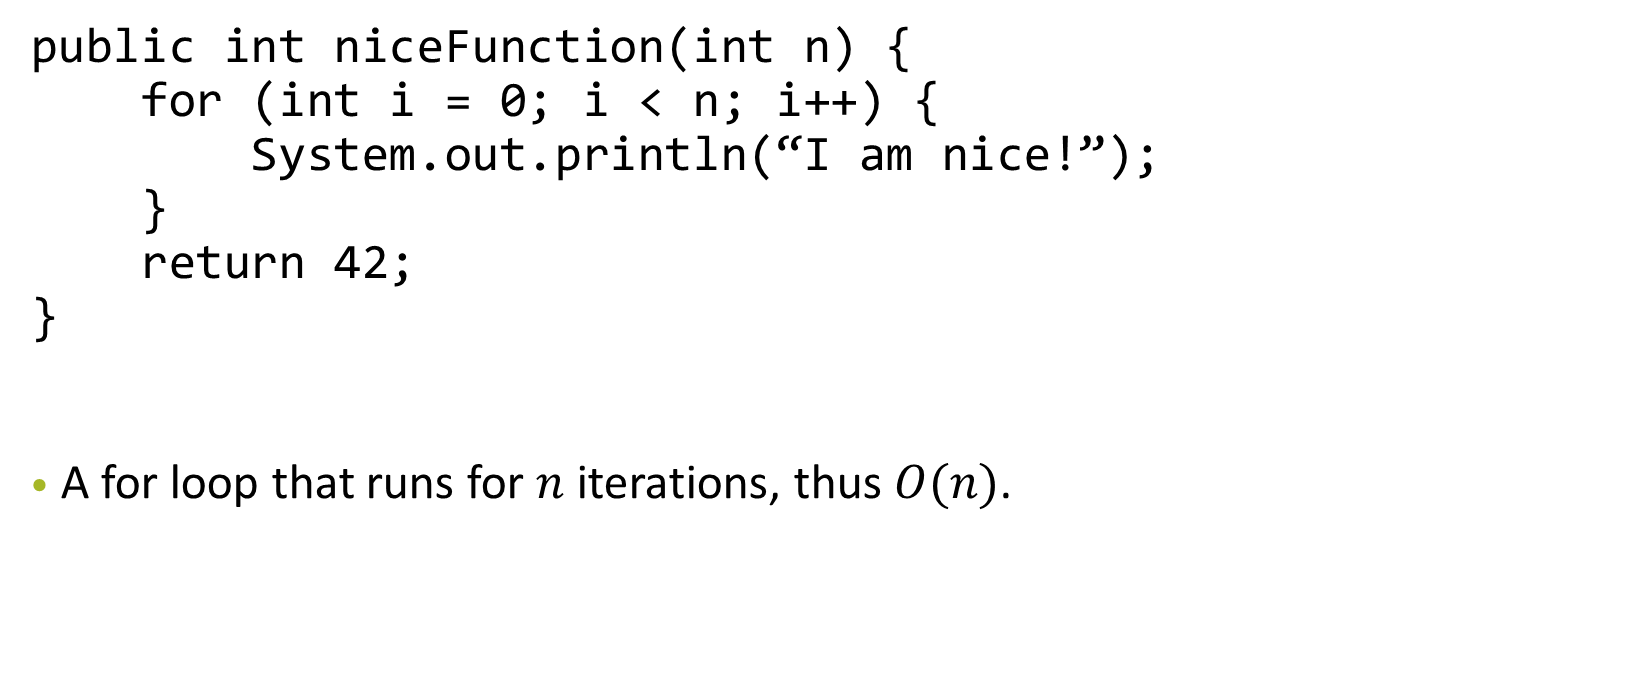 public int niceFunction(int n) {
    for (int i = 0; i < n; i++) {
        System.out.println(“I am nice!”);
    }
    return 42;
}
• A for loop that runs for 𝑛 iterations, thus 𝑂(𝑛).